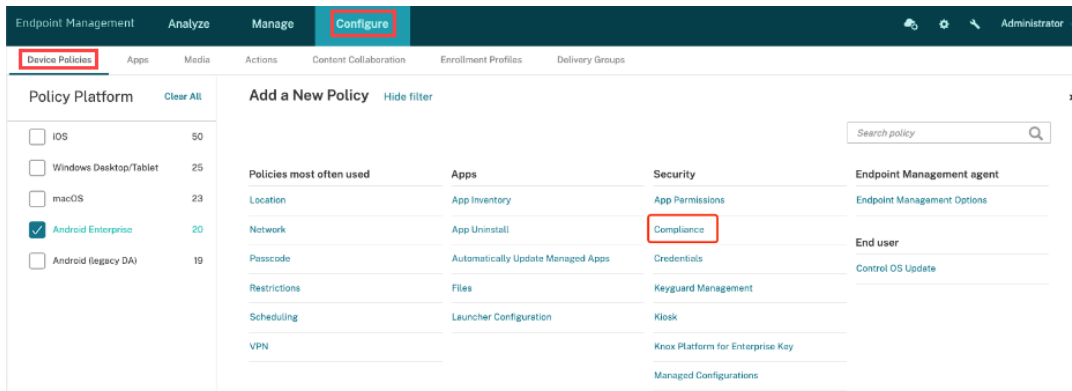 Endpoint Management Analyze Manage Configure Administrator
Device Policies Apps Media Actions Content Collaboration Enrollment Profiles Delivery Groups
Policy Platform Clear All
iOS 50
Windows Desktop/Tablet 25
macOS 23
Android Enterprise 20
Android (legacy DA) 19
Add a New Policy Hide filter
Search policy
Policies most often used
Location
Network
Passcode
Restrictions
Scheduling
VPN
Apps
App Inventory
App Uninstall
Automatically Update Managed Apps
Files
Launcher Configuration
Security
App Permissions
Compliance
Credentials
Keyguard Management
Kiosk
Knox Platform for Enterprise Key
Managed Configurations
Endpoint Management agent
Endpoint Management Options
End user
Control OS Update